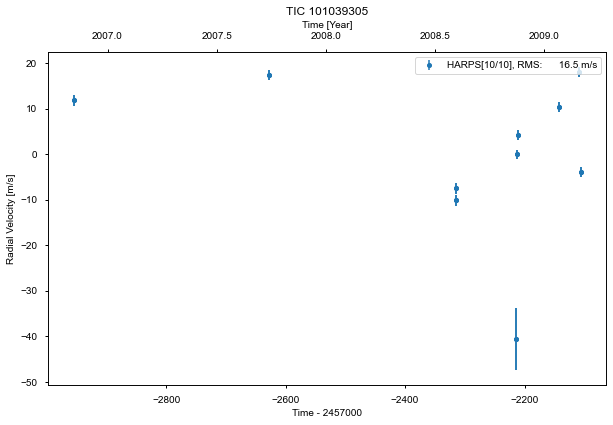 TIC 101039305
Time [Year]
2007.0 2007.5 2008.0 2008.5 2009.0
HARPS[10/10], RMS: 16.5 m/s
Radial Velocity [m/s]
20
10
0
−10
−20
−30
−40
−50
−2800 −2600 −2400 −2200
Time - 2457000